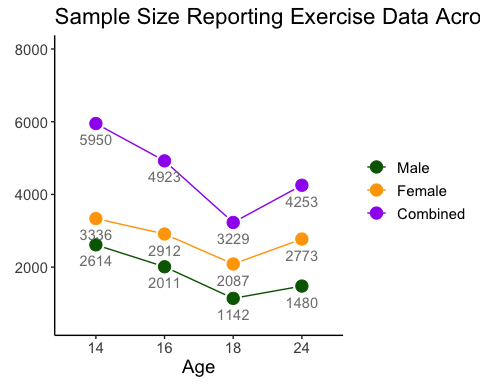 Sample Size Reporting Exercise Data Acro
8000
6000
4000
2000
5950
4923
3229
4253
3336
2912
2087
2773
2614
2011
1142
1480
14 16 18 24
Age
Male
Female
Combined